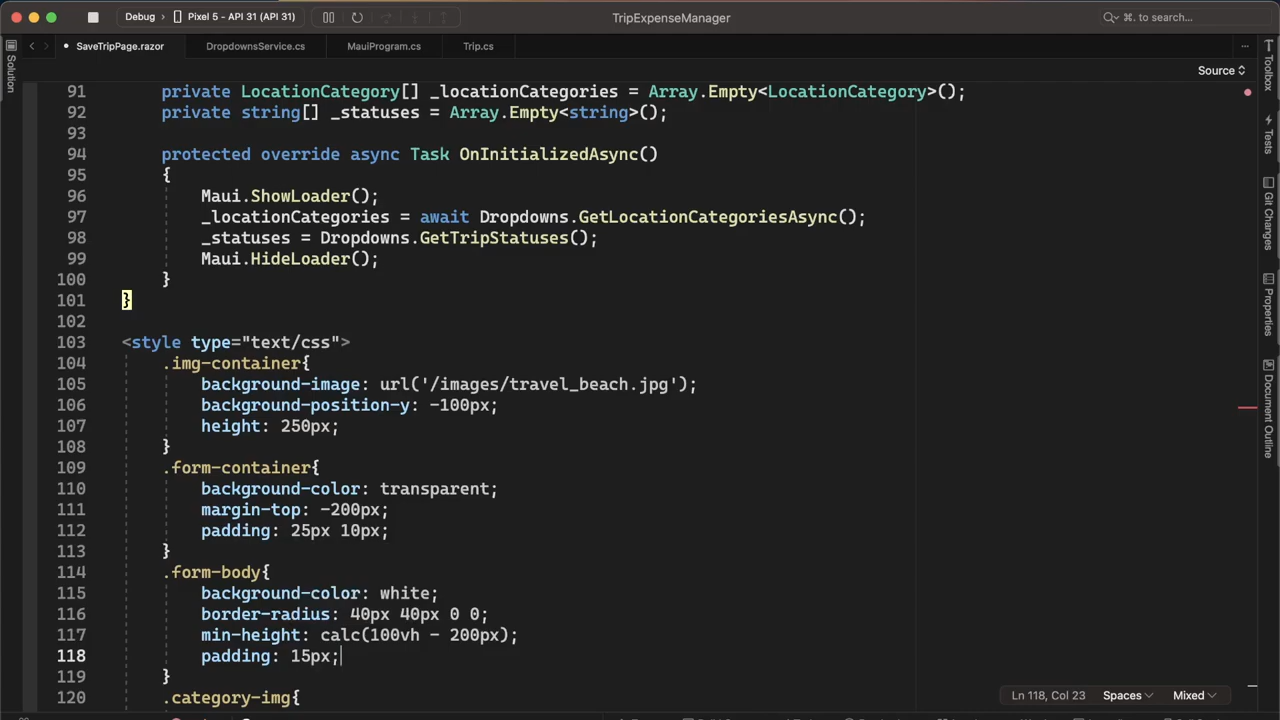 Debug > Pixel 5 - API 31 (API 31)
TripExpenseManager
⌘. to search...
SaveTripPage.razor
DropdownsService.cs
MauiProgram.cs
Trip.cs
Source
Solution
Toolbox
Tests
Git Changes
Properties
Document Outline
91 private LocationCategory[] _locationCategories = Array.Empty<LocationCategory>();
92 private string[] _statuses = Array.Empty<string>();
93
94 protected override async Task OnInitializedAsync()
95 {
96 Maui.ShowLoader();
97 _locationCategories = await Dropdowns.GetLocationCategoriesAsync();
98 _statuses = Dropdowns.GetTripStatuses();
99 Maui.HideLoader();
100 }
101 }
102
103 <style type="text/css">
104 .img-container{
105 background-image: url('/images/travel_beach.jpg');
106 background-position-y: -100px;
107 height: 250px;
108 }
109 .form-container{
110 background-color: transparent;
111 margin-top: -200px;
112 padding: 25px 10px;
113 }
114 .form-body{
115 background-color: white;
116 border-radius: 40px 40px 0 0;
117 min-height: calc(100vh - 200px);
118 padding: 15px;
119 }
120 .category-img{
Ln 118, Col 23 Spaces Mixed